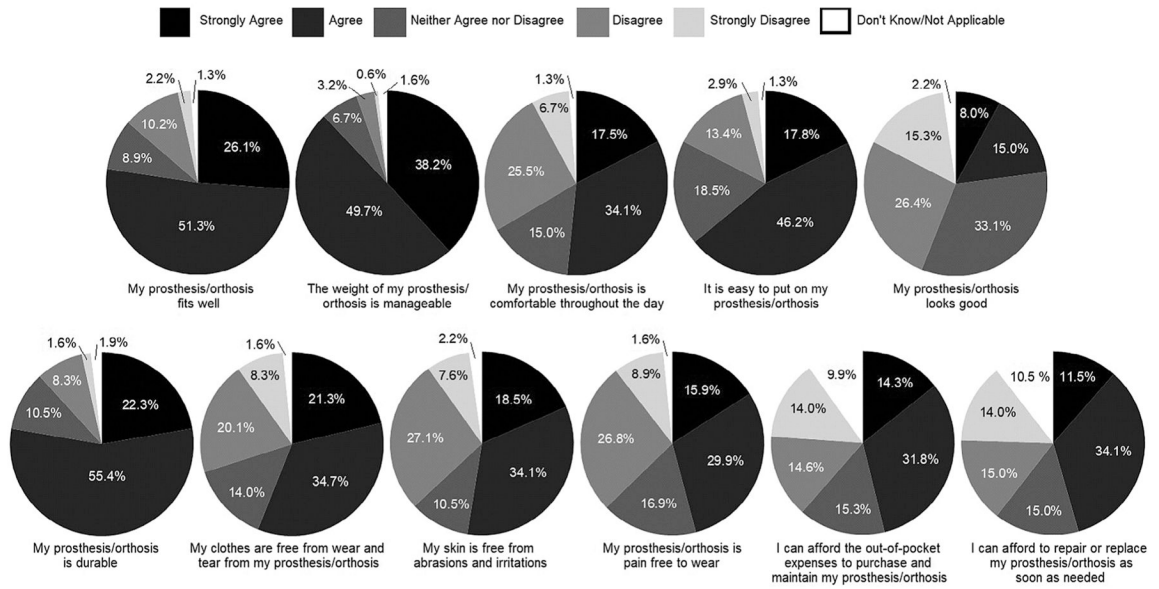 Strongly Agree Agree Neither Agree nor Disagree Disagree Strongly Disagree Don't Know/Not Applicable
2.2% 1.3%
10.2%
8.9%
26.1%
51.3%
My prosthesis/orthosis
fits well
3.2% 0.6% 1.6%
6.7%
38.2%
49.7%
The weight of my prosthesis/
orthosis is manageable
1.3%
6.7%
17.5%
25.5%
34.1%
15.0%
My prosthesis/orthosis is
comfortable throughout the day
2.9% 1.3%
13.4%
17.8%
18.5%
46.2%
It is easy to put on my
prosthesis/orthosis
2.2%
8.0%
15.3%
15.0%
26.4%
33.1%
My prosthesis/orthosis
looks good
1.6% 1.9%
8.3%
10.5%
22.3%
55.4%
My prosthesis/orthosis
is durable
1.6%
8.3%
21.3%
20.1%
34.7%
14.0%
My clothes are free from wear and
tear from my prosthesis/orthosis
2.2%
7.6%
18.5%
27.1%
34.1%
10.5%
My skin is free from
abrasions and irritations
1.6%
8.9%
15.9%
26.8%
29.9%
16.9%
My prosthesis/orthosis is
pain free to wear
9.9%
14.3%
14.0%
31.8%
14.6%
15.3%
I can afford the out-of-pocket
expenses to purchase and
maintain my prosthesis/orthosis
10.5 % 11.5%
14.0%
34.1%
15.0%
15.0%
I can afford to repair or replace
my prosthesis/orthosis as
soon as needed